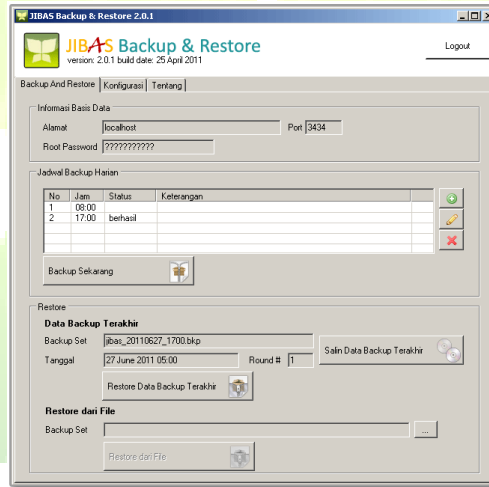 JIBAS Backup & Restore 2.0.1
JIBAS Backup & Restore
version: 2.0.1 build date: 25 April 2011
Logout
Backup And Restore Konfigurasi Tentang
Informasi Basis Data
Alamat localhost Port 3434
Root Password ???????????
Jadwal Backup Harian
No Jam Status Keterangan
1 08:00
2 17:00 berhasil
Backup Sekarang
Restore
Data Backup Terakhir
Backup Set jibas_20110627_1700.bkp
Salin Data Backup Terakhir
Tanggal 27 June 2011 05:00 Round # 1
Restore Data Backup Terakhir
Restore dari File
Backup Set ...
Restore dari File